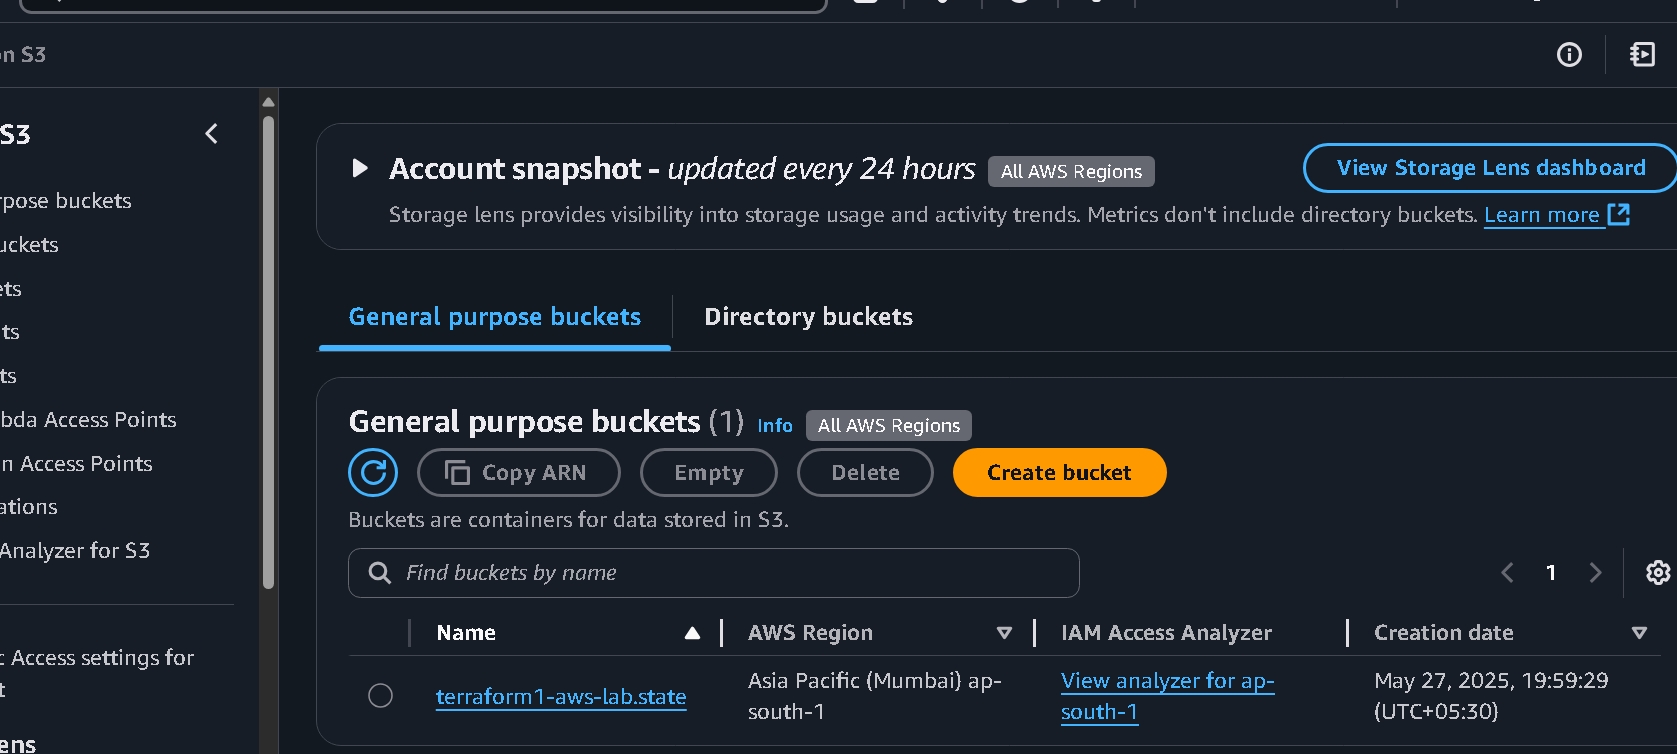 on S3
S3
rpose buckets
uckets
ets
ts
ts
bda Access Points
n Access Points
ations
Analyzer for S3
c Access settings for
t
ens
Account snapshot - updated every 24 hours All AWS Regions
View Storage Lens dashboard
Storage lens provides visibility into storage usage and activity trends. Metrics don't include directory buckets. Learn more
General purpose buckets Directory buckets
General purpose buckets (1) Info All AWS Regions
Copy ARN Empty Delete Create bucket
Buckets are containers for data stored in S3.
Find buckets by name
1
Name AWS Region IAM Access Analyzer Creation date
terraform1-aws-lab.state
Asia Pacific (Mumbai) ap-
south-1
View analyzer for ap-
south-1
May 27, 2025, 19:59:29
(UTC+05:30)